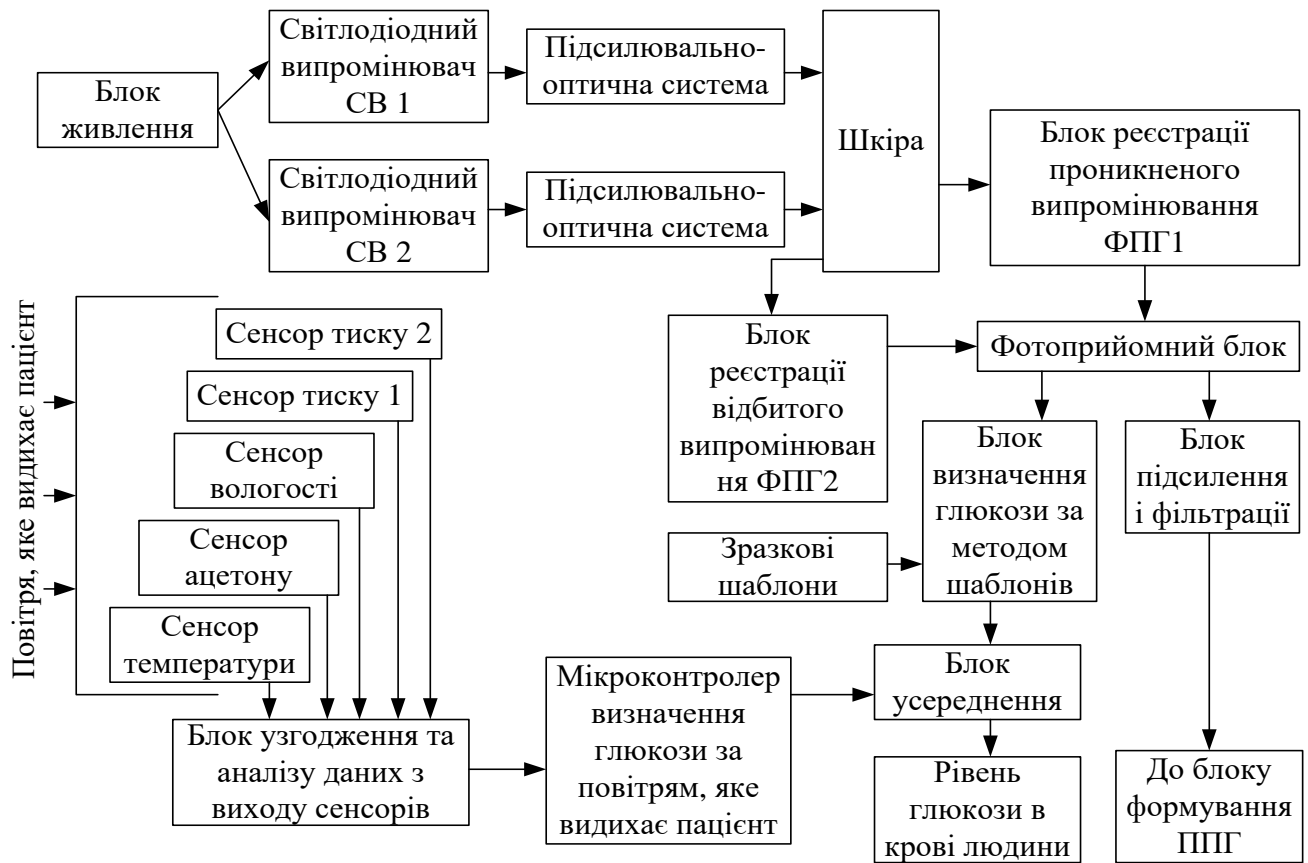 Блок
живлення
Світлодіодний
випромінювач
СВ 1
Підсилювально-
оптична система
Світлодіодний
випромінювач
СВ 2
Підсилювально-
оптична система
Шкіра
Блок реєстрації
проникненого
випромінювання
ФПГ1
Повітря, яке видихає пацієнт
Сенсор тиску 2
Сенсор тиску 1
Сенсор
вологості
Сенсор
ацетону
Сенсор
температури
Блок
реєстрації
відбитого
випромінюван
ня ФПГ2
Фотоприйомний блок
Блок
визначення
глюкози за
методом
шаблонів
Блок
підсилення
і фільтрації
Зразкові
шаблони
Блок узгодження та
аналізу даних з
виходу сенсорів
Мікроконтролер
визначення
глюкози за
повітрям, яке
видихає пацієнт
Блок
усереднення
Рівень
глюкози в
крові людини
До блоку
формування
ППГ